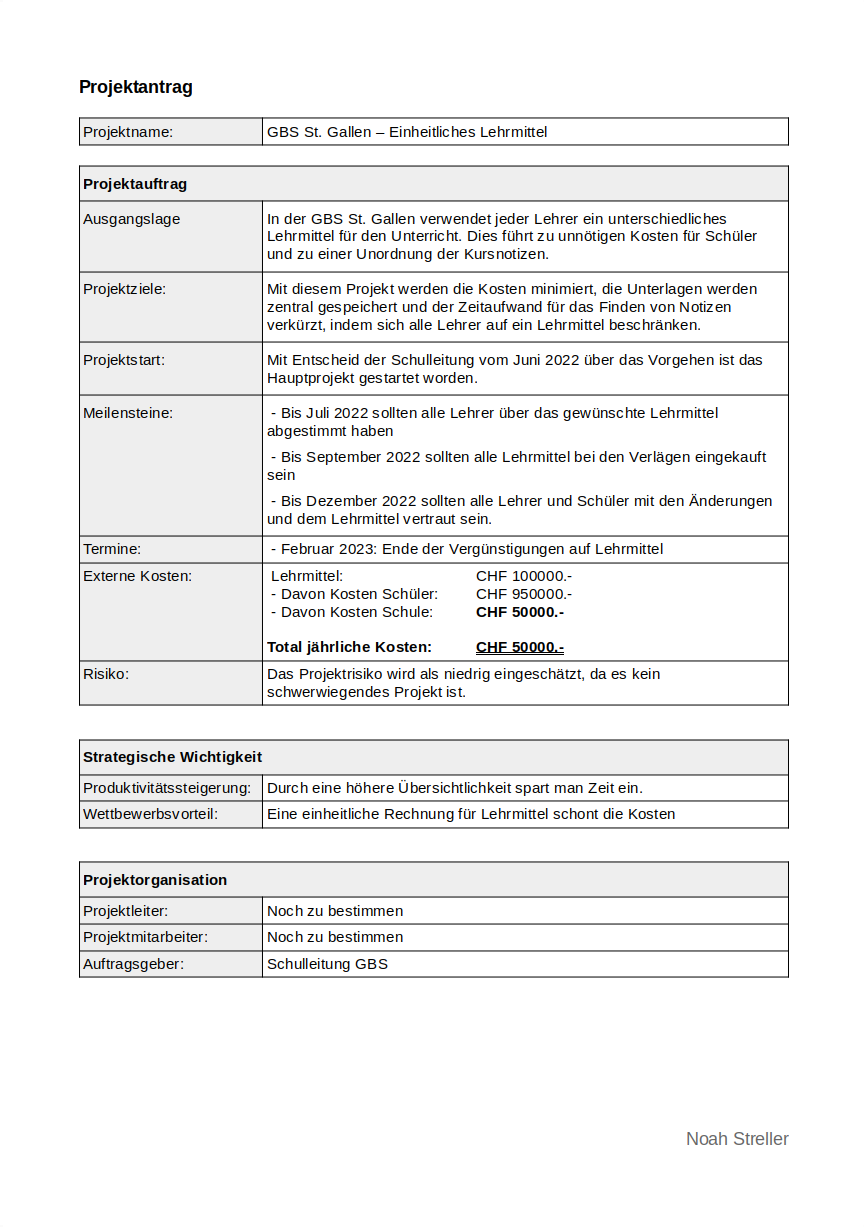 Projektantrag
Projektname: GBS St. Gallen – Einheitliches Lehrmittel
Projektauftrag
Ausgangslage In der GBS St. Gallen verwendet jeder Lehrer ein unterschiedliches
Lehrmittel für den Unterricht. Dies führt zu unnötigen Kosten für Schüler
und zu einer Unordnung der Kursnotizen.
Projektziele: Mit diesem Projekt werden die Kosten minimiert, die Unterlagen werden
zentral gespeichert und der Zeitaufwand für das Finden von Notizen
verkürzt, indem sich alle Lehrer auf ein Lehrmittel beschränken.
Projektstart: Mit Entscheid der Schulleitung vom Juni 2022 über das Vorgehen ist das
Hauptprojekt gestartet worden.
Meilensteine: - Bis Juli 2022 sollten alle Lehrer über das gewünschte Lehrmittel
abgestimmt haben
- Bis September 2022 sollten alle Lehrmittel bei den Verlägen eingekauft
sein
- Bis Dezember 2022 sollten alle Lehrer und Schüler mit den Änderungen
und dem Lehrmittel vertraut sein.
Termine: - Februar 2023: Ende der Vergünstigungen auf Lehrmittel
Externe Kosten: Lehrmittel: CHF 100000.-
- Davon Kosten Schüler: CHF 950000.-
- Davon Kosten Schule: CHF 50000.-
Total jährliche Kosten: CHF 50000.-
Risiko: Das Projektrisiko wird als niedrig eingeschätzt, da es kein
schwerwiegendes Projekt ist.
Strategische Wichtigkeit
Produktivitätssteigerung: Durch eine höhere Übersichtlichkeit spart man Zeit ein.
Wettbewerbsvorteil: Eine einheitliche Rechnung für Lehrmittel schont die Kosten
Projektorganisation
Projektleiter: Noch zu bestimmen
Projektmitarbeiter: Noch zu bestimmen
Auftragsgeber: Schulleitung GBS
Noah Streller